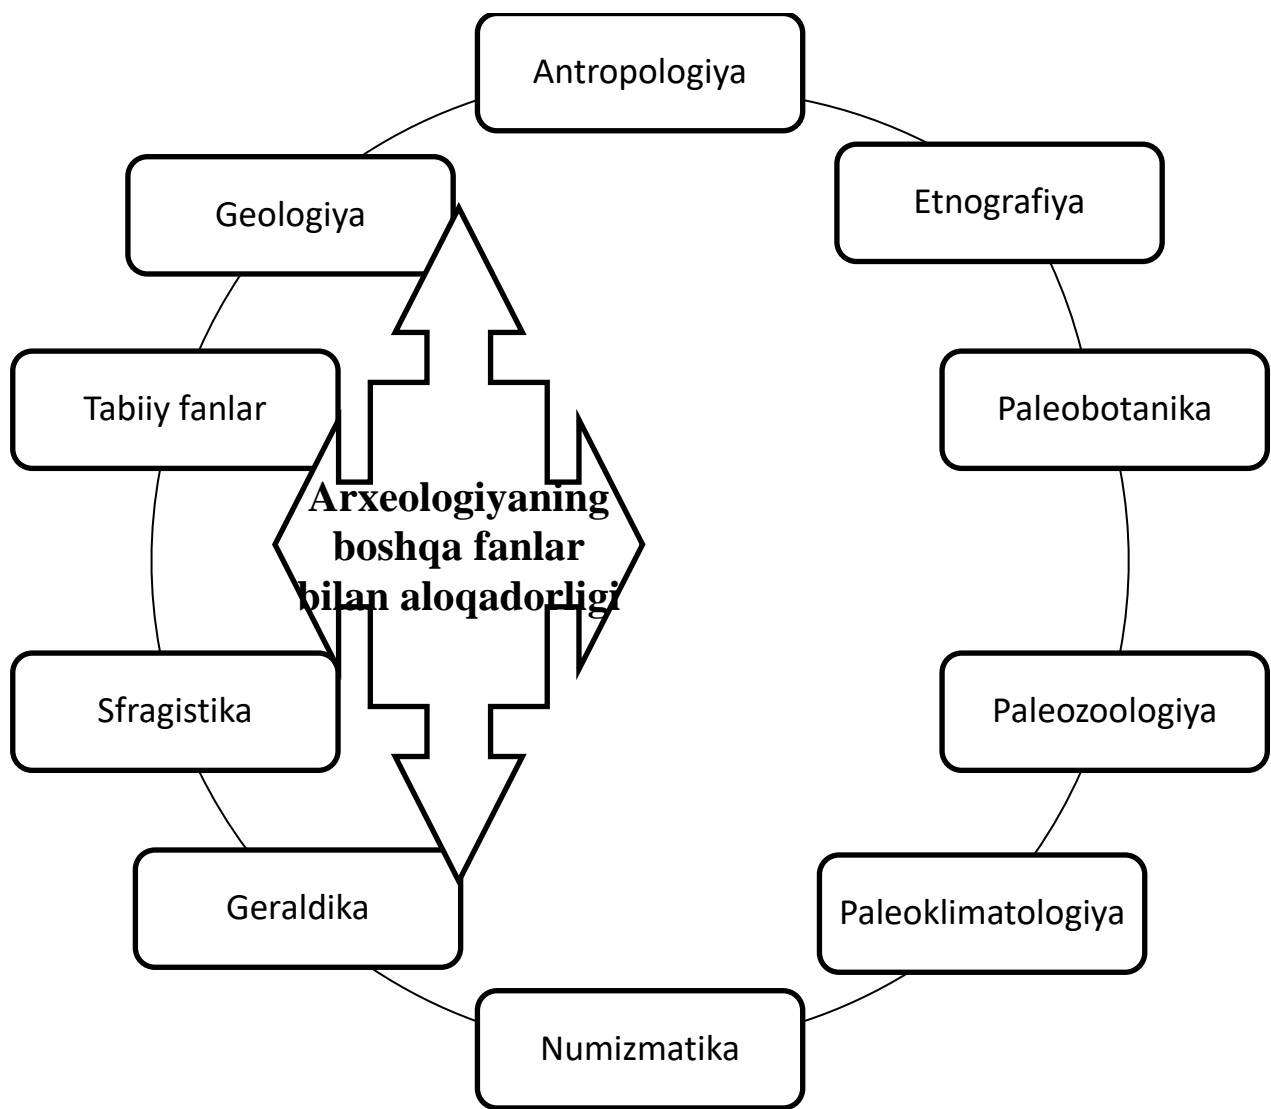 Antropologiya
Etnografiya
Geologiya
Tabiiy fanlar
Paleobotanika
Arxeologiyaning
boshqa fanlar
bilan aloqadorligi
Sfragistika
Paleozoologiya
Geraldika
Paleoklimatologiya
Numizmatika